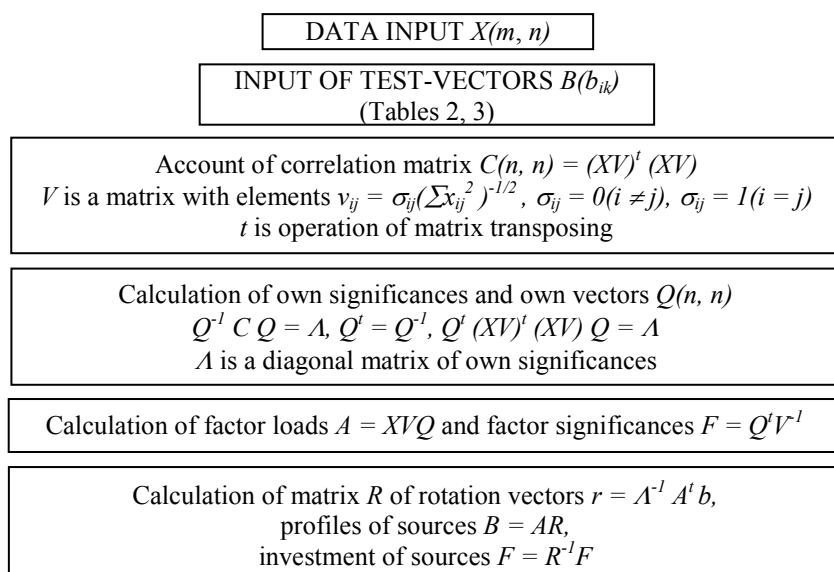 DATA INPUT X(m, n)
INPUT OF TEST-VECTORS B(bᵢₖ)
(Tables 2, 3)
Account of correlation matrix C(n, n) = (XV)ᵗ (XV)
V is a matrix with elements vᵢⱼ = σᵢⱼ(∑xᵢⱼ² )⁻¹ᐟ², σᵢⱼ = 0(i ≠ j), σᵢⱼ = 1(i = j)
t is operation of matrix transposing
Calculation of own significances and own vectors Q(n, n)
Q⁻¹ C Q = Λ, Qᵗ = Q⁻¹, Qᵗ (XV)ᵗ (XV) Q = Λ
Λ is a diagonal matrix of own significances
Calculation of factor loads A = XVQ and factor significances F = QᵗV⁻¹
Calculation of matrix R of rotation vectors r = Λ⁻¹ Aᵗ b,
profiles of sources B = AR,
investment of sources F = R⁻¹F